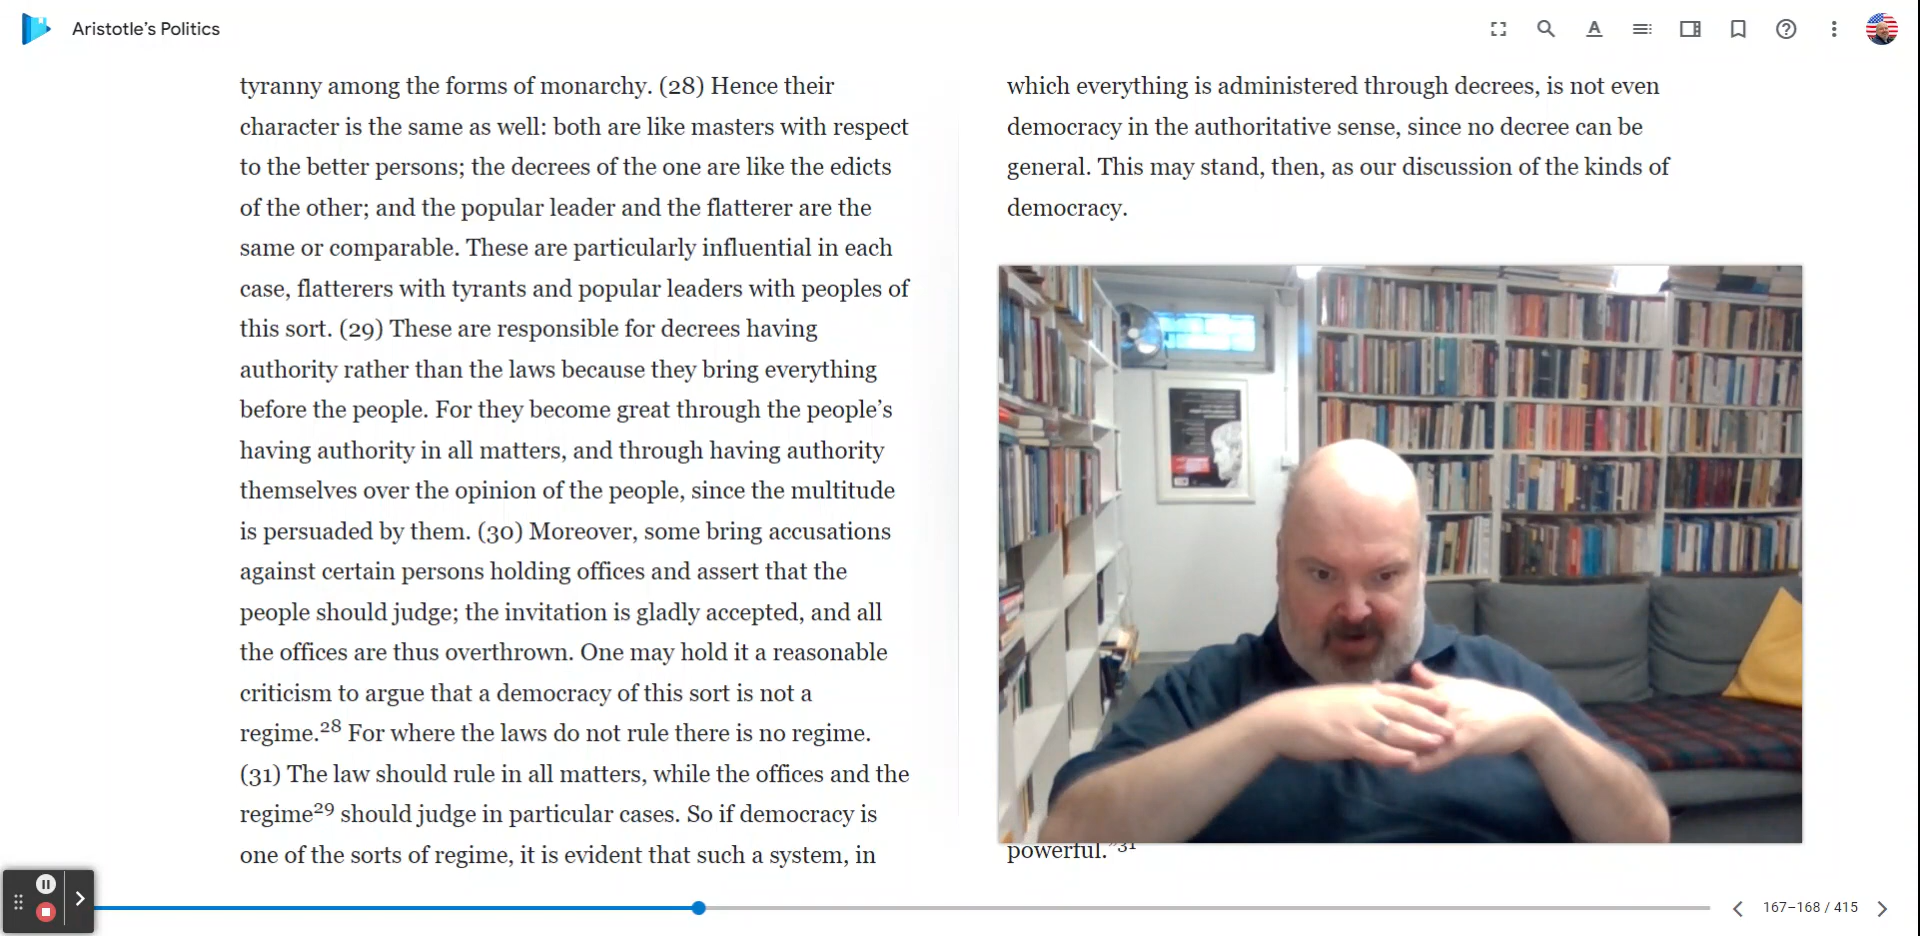 Aristotle’s Politics
tyranny among the forms of monarchy. (28) Hence their
character is the same as well: both are like masters with respect
to the better persons; the decrees of the one are like the edicts
of the other; and the popular leader and the flatterer are the
same or comparable. These are particularly influential in each
case, flatterers with tyrants and popular leaders with peoples of
this sort. (29) These are responsible for decrees having
authority rather than the laws because they bring everything
before the people. For they become great through the people’s
having authority in all matters, and through having authority
themselves over the opinion of the people, since the multitude
is persuaded by them. (30) Moreover, some bring accusations
against certain persons holding offices and assert that the
people should judge; the invitation is gladly accepted, and all
the offices are thus overthrown. One may hold it a reasonable
criticism to argue that a democracy of this sort is not a
regime.28 For where the laws do not rule there is no regime.
(31) The law should rule in all matters, while the offices and the
regime29 should judge in particular cases. So if democracy is
one of the sorts of regime, it is evident that such a system, in
which everything is administered through decrees, is not even
democracy in the authoritative sense, since no decree can be
general. This may stand, then, as our discussion of the kinds of
democracy.
powerful.”31
167–168 / 415